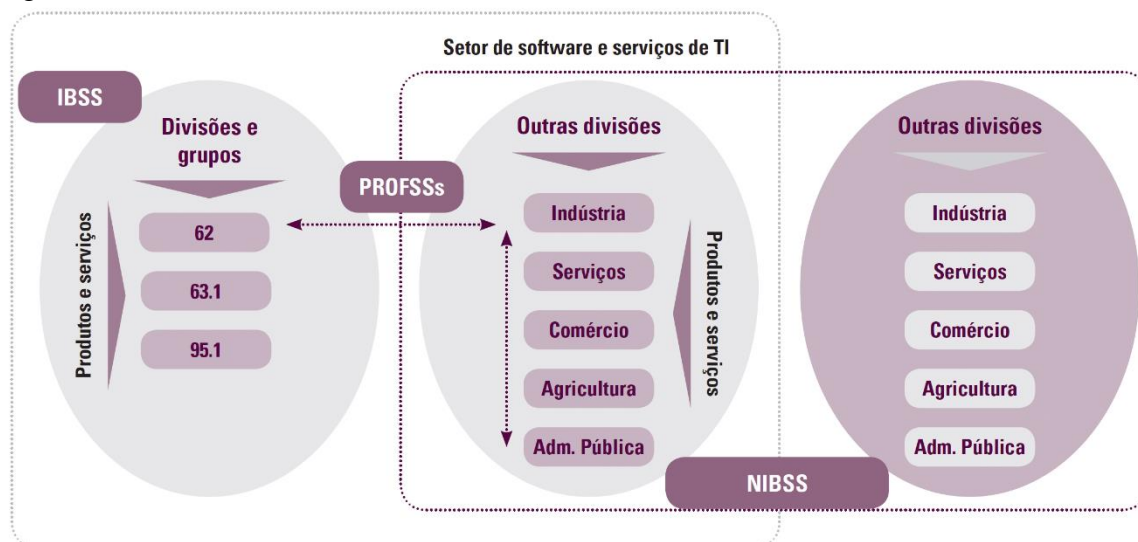 Setor de software e serviços de TI
IBSS
Divisões e
grupos
Produtos e serviços
62
63.1
95.1
PROFSSs
Outras divisões
Indústria
Serviços
Comércio
Agricultura
Adm. Pública
Produtos e serviços
Outras divisões
Indústria
Serviços
Comércio
Agricultura
Adm. Pública
NIBSS